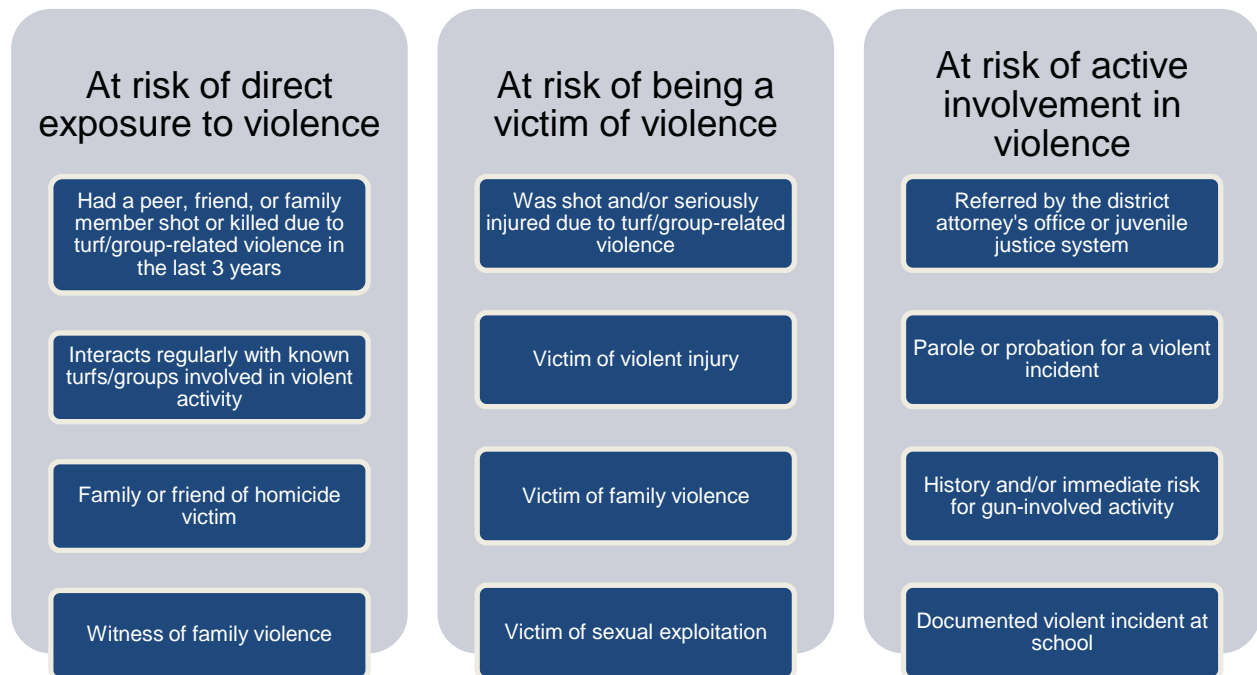 At risk of direct
exposure to violence
Had a peer, friend, or family
member shot or killed due to
turf/group-related violence in
the last 3 years
Interacts regularly with known
turfs/groups involved in violent
activity
Family or friend of homicide
victim
Witness of family violence
At risk of being a
victim of violence
Was shot and/or seriously
injured due to turf/group-related
violence
Victim of violent injury
Victim of family violence
Victim of sexual exploitation
At risk of active
involvement in
violence
Referred by the district
attorney's office or juvenile
justice system
Parole or probation for a violent
incident
History and/or immediate risk
for gun-involved activity
Documented violent incident at
school